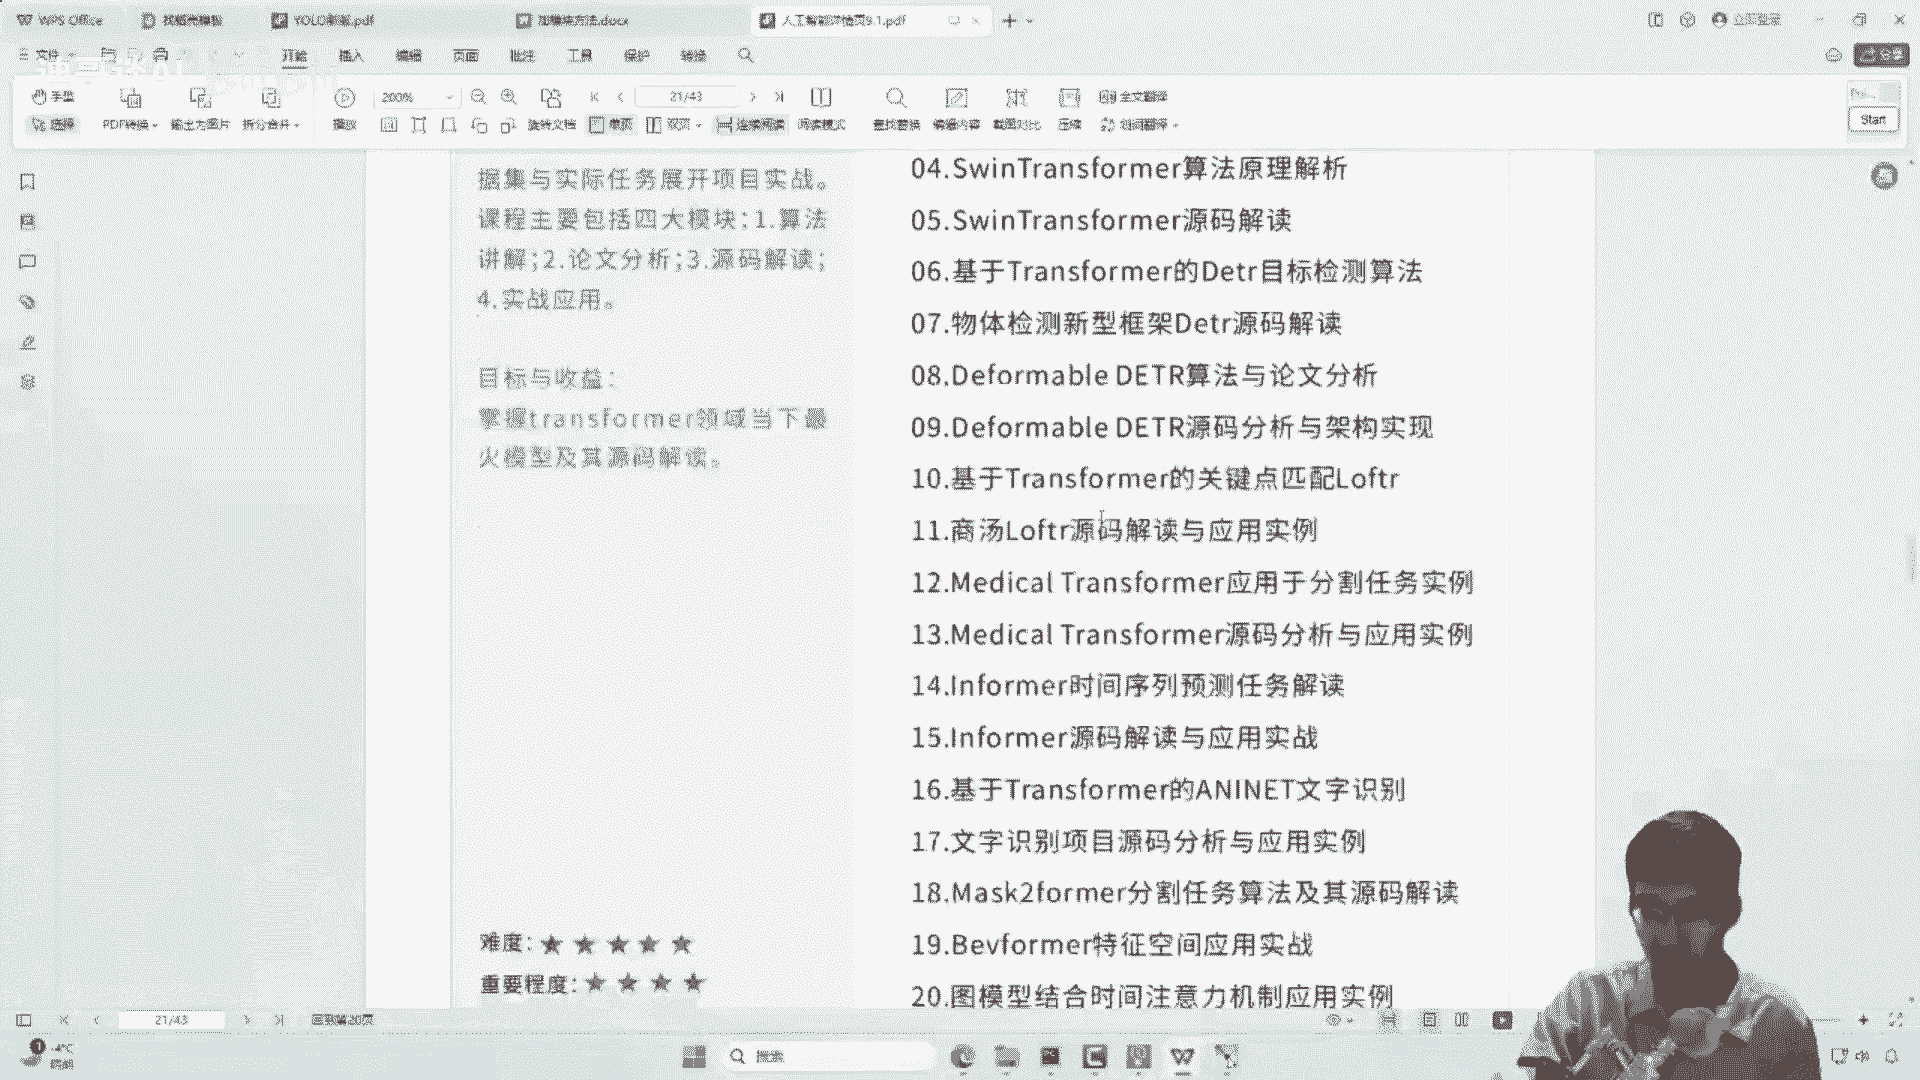 WPS Office
找稻壳模板
YOLO新版.pdf
加模块方法.docx
人工智能详情页9.1.pdf
立即登录
文件
开始
插入
编辑
页面
批注
工具
保护
转换
分享
手型
200%
21/43
全文翻译
选择
PDF转换
输出为图片
拆分合并
播放
旋转文档
单页
双页
连续阅读
阅读模式
查找替换
编辑内容
截图对比
压缩
划词翻译
Start
据集与实际任务展开项目实战。
课程主要包括四大模块;1.算法
讲解;2.论文分析;3.源码解读;
4.实战应用。
目标与收益:
掌握transformer领域当下最
火模型及其源码解读。
难度:★★★★★
重要程度:★★★★
04.SwinTransformer算法原理解析
05.SwinTransformer源码解读
06.基于Transformer的Detr目标检测算法
07.物体检测新型框架Detr源码解读
08.Deformable DETR算法与论文分析
09.Deformable DETR源码分析与架构实现
10.基于Transformer的关键点匹配Loftr
11.商汤Loftr源码解读与应用实例
12.Medical Transformer应用于分割任务实例
13.Medical Transformer源码分析与应用实例
14.Informer时间序列预测任务解读
15.Informer源码解读与应用实战
16.基于Transformer的ANINET文字识别
17.文字识别项目源码分析与应用实例
18.Mask2former分割任务算法及其源码解读
19.Bevformer特征空间应用实战
20.图模型结合时间注意力机制应用实例
21/43
回到第20页
-4°C
搜索